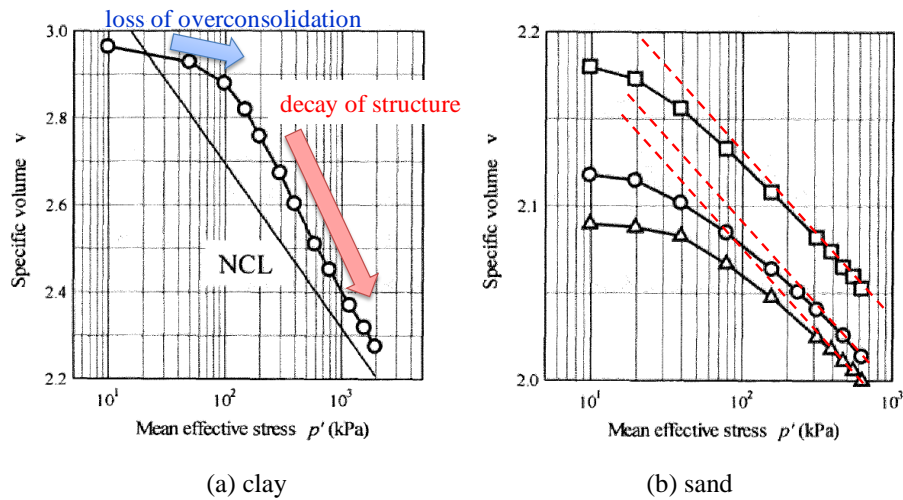 loss of overconsolidation
decay of structure
NCL
Specific volume v
3.0
2.8
2.6
2.4
2.2
10¹ 10² 10³
Mean effective stress p' (kPa)
(a) clay
Specific volume v
2.2
2.1
2.0
10¹ 10² 10³
Mean effective stress p' (kPa)
(b) sand